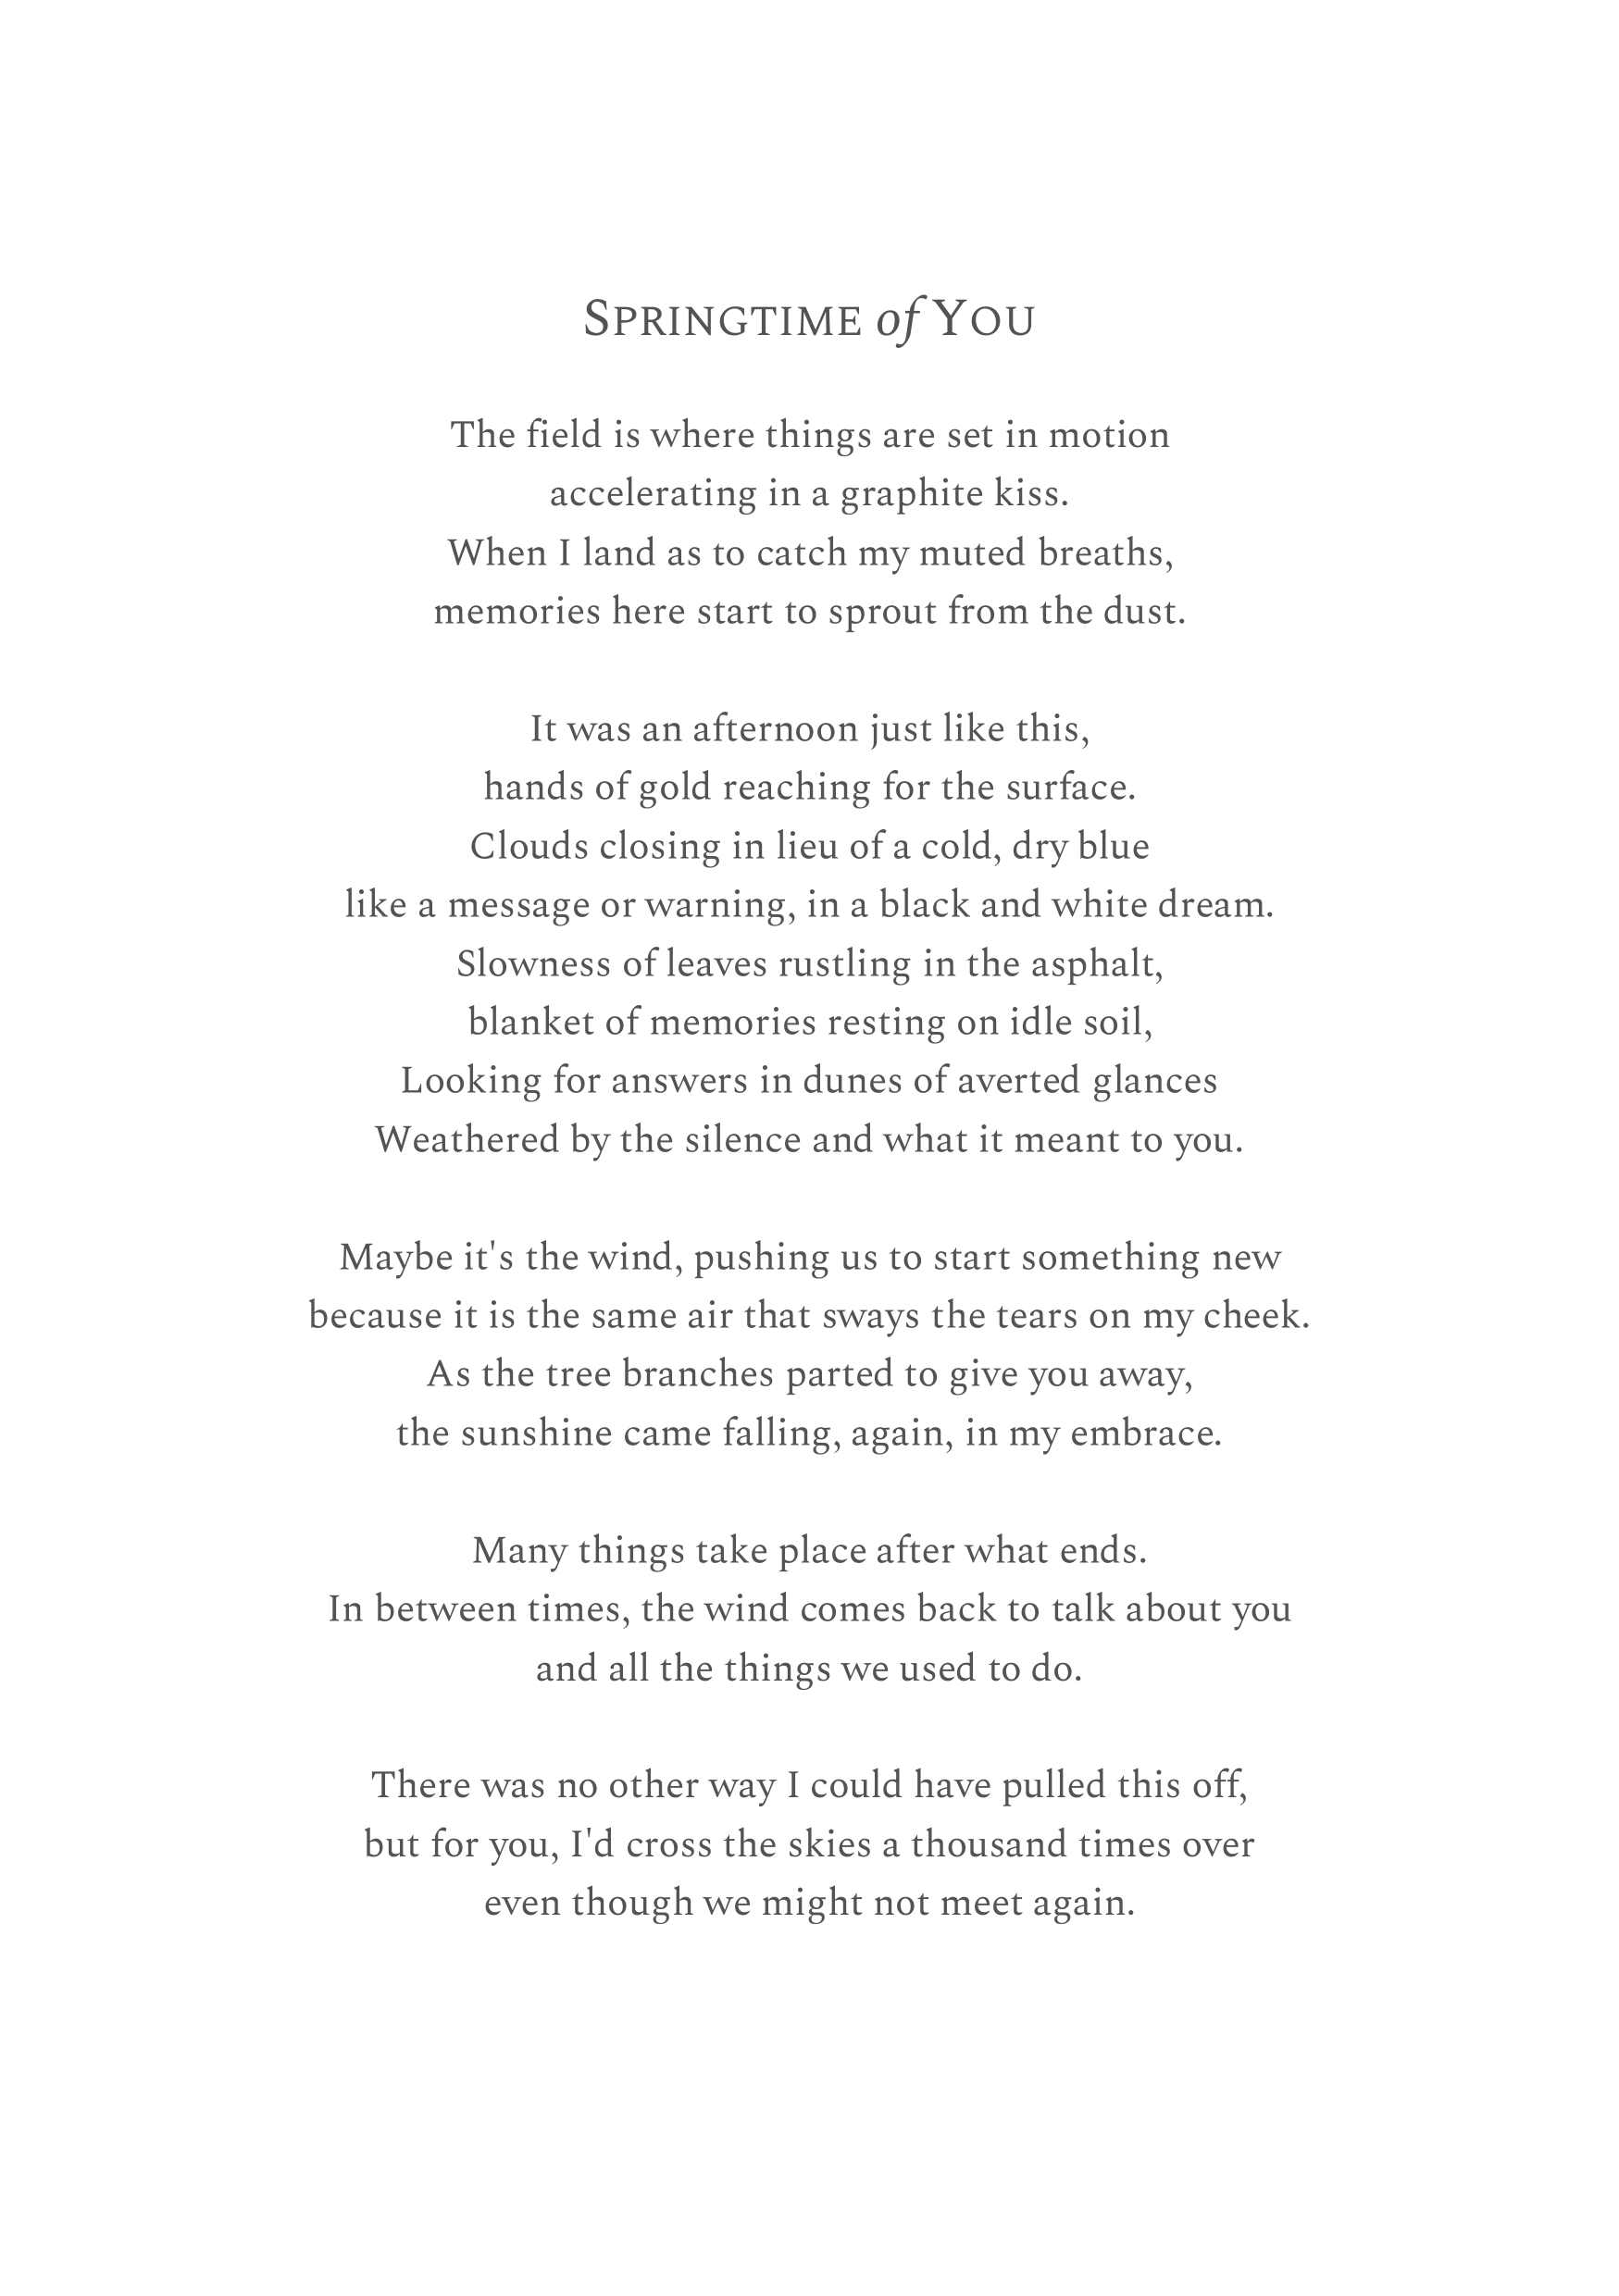 Springtime of You
The field is where things are set in motion
accelerating in a graphite kiss.
When I land as to catch my muted breaths,
memories here start to sprout from the dust.
It was an afternoon just like this,
hands of gold reaching for the surface.
Clouds closing in lieu of a cold, dry blue
like a message or warning, in a black and white dream.
Slowness of leaves rustling in the asphalt,
blanket of memories resting on idle soil,
Looking for answers in dunes of averted glances
Weathered by the silence and what it meant to you.
Maybe it's the wind, pushing us to start something new
because it is the same air that sways the tears on my cheek.
As the tree branches parted to give you away,
the sunshine came falling, again, in my embrace.
Many things take place after what ends.
In between times, the wind comes back to talk about you
and all the things we used to do.
There was no other way I could have pulled this off,
but for you, I'd cross the skies a thousand times over
even though we might not meet again.